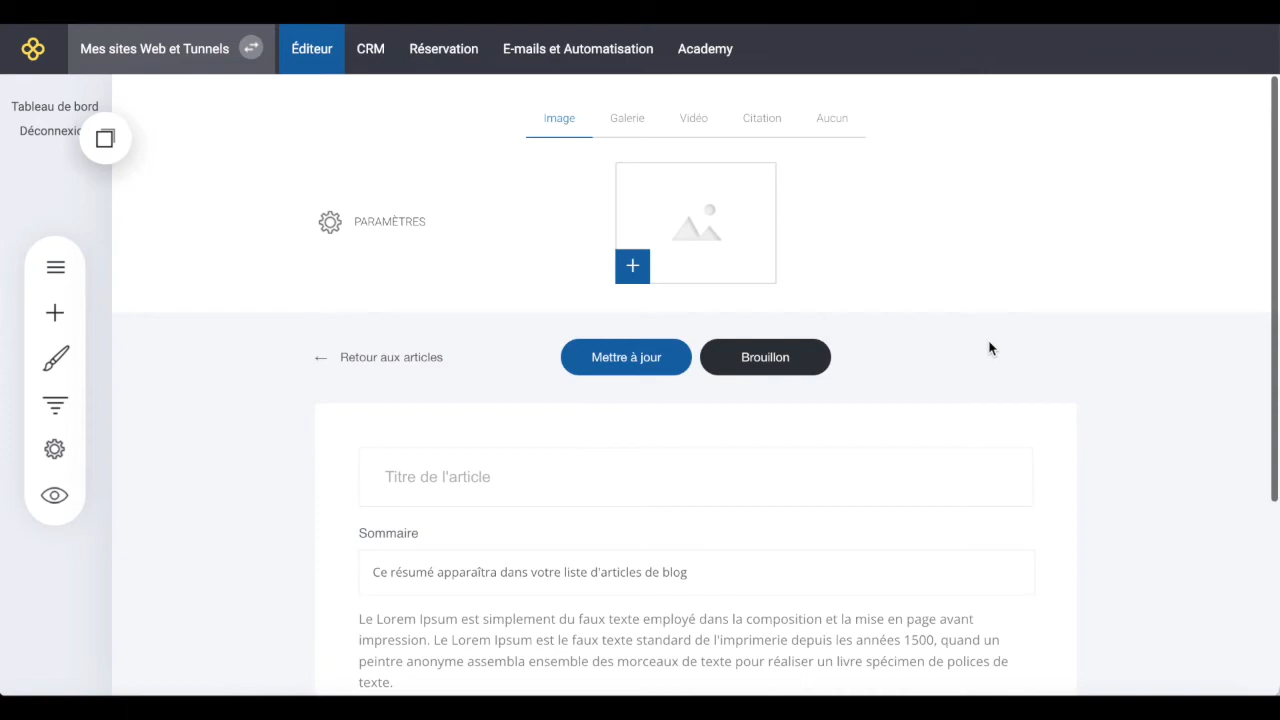 Mes sites Web et Tunnels
Éditeur
CRM
Réservation
E-mails et Automatisation
Academy
Tableau de bord
Image
Galerie
Vidéo
Citation
Aucun
PARAMÈTRES
← Retour aux articles
Mettre à jour
Brouillon
Titre de l'article
Sommaire
Ce résumé apparaîtra dans votre liste d'articles de blog
Le Lorem Ipsum est simplement du faux texte employé dans la composition et la mise en page avant
impression. Le Lorem Ipsum est le faux texte standard de l'imprimerie depuis les années 1500, quand un
peintre anonyme assembla ensemble des morceaux de texte pour réaliser un livre spécimen de polices de
texte.